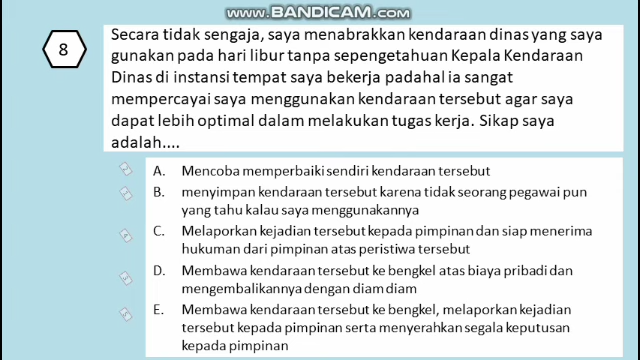 www.BANDICAM.com
8
Secara tidak sengaja, saya menabrakkan kendaraan dinas yang saya
gunakan pada hari libur tanpa sepengetahuan Kepala Kendaraan
Dinas di instansi tempat saya bekerja padahal ia sangat
mempercayai saya menggunakan kendaraan tersebut agar saya
dapat lebih optimal dalam melakukan tugas kerja. Sikap saya
adalah....
A. Mencoba memperbaiki sendiri kendaraan tersebut
B. menyimpan kendaraan tersebut karena tidak seorang pegawai pun
yang tahu kalau saya menggunakannya
C. Melaporkan kejadian tersebut kepada pimpinan dan siap menerima
hukuman dari pimpinan atas peristiwa tersebut
D. Membawa kendaraan tersebut ke bengkel atas biaya pribadi dan
mengembalikannya dengan diam diam
E. Membawa kendaraan tersebut ke bengkel, melaporkan kejadian
tersebut kepada pimpinan serta menyerahkan segala keputusan
kepada pimpinan